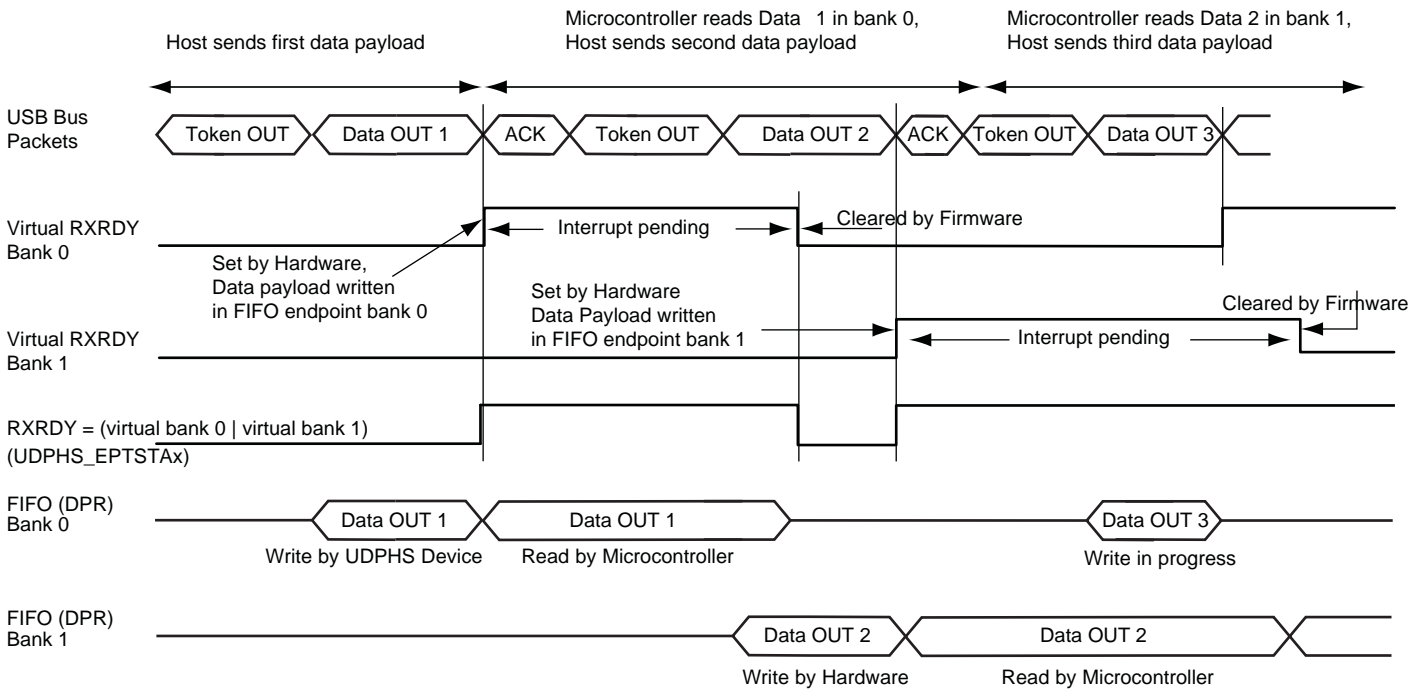 Host sends first data payload
Microcontroller reads Data 1 in bank 0,
Host sends second data payload
Microcontroller reads Data 2 in bank 1,
Host sends third data payload
USB Bus
Packets
Token OUT
Data OUT 1
ACK
Token OUT
Data OUT 2
ACK
Token OUT
Data OUT 3
Virtual RXRDY
Bank 0
Interrupt pending
Cleared by Firmware
Set by Hardware,
Data payload written
in FIFO endpoint bank 0
Set by Hardware
Data Payload written
in FIFO endpoint bank 1
Cleared by Firmware
Virtual RXRDY
Bank 1
Interrupt pending
RXRDY = (virtual bank 0 | virtual bank 1)
(UDPHS_EPTSTAx)
FIFO (DPR)
Bank 0
Data OUT 1
Data OUT 1
Data OUT 3
Write by UDPHS Device
Read by Microcontroller
Write in progress
FIFO (DPR)
Bank 1
Data OUT 2
Data OUT 2
Write by Hardware
Read by Microcontroller